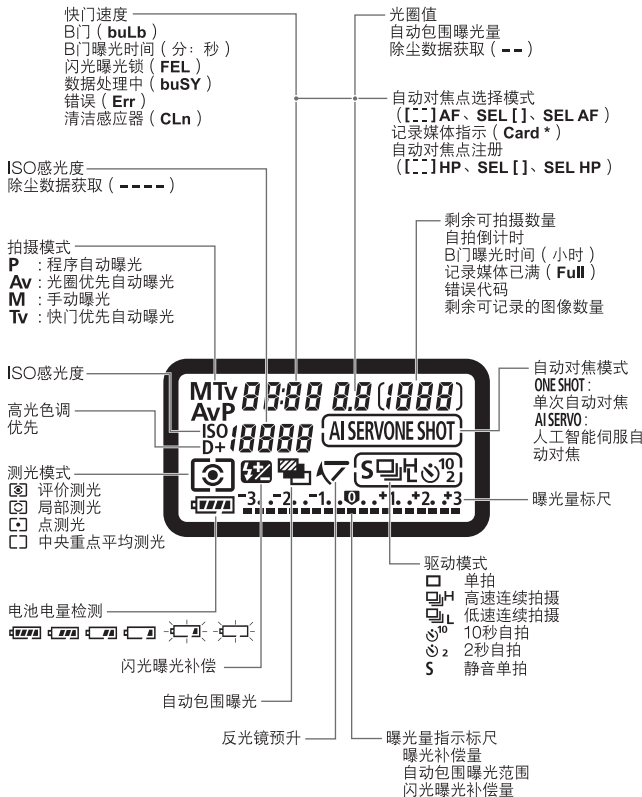 快门速度
B门（buLb）
B门曝光时间（分：秒）
闪光曝光锁（FEL）
数据处理中（buSY）
错误（Err）
清洁感应器（CLn）
光圈值
自动包围曝光量
除尘数据获取（--）
自动对焦点选择模式
（[ ] AF、SEL [ ]、SEL AF）
记录媒体指示（Card *）
自动对焦点注册
（[ ] HP、SEL [ ]、SEL HP）
ISO感光度
除尘数据获取（----）
剩余可拍摄数量
自拍倒计时
B门曝光时间（小时）
记录媒体已满（Full）
错误代码
剩余可记录的图像数量
拍摄模式
P ：程序自动曝光
Av：光圈优先自动曝光
M ：手动曝光
Tv：快门优先自动曝光
ISO感光度
高光色调
优先
MTv 88:88 8.8 (1888)
AvP
ISO
D+ 18888 AI SERVONE SHOT
S H 10 2
-3..-2..-1..0..+1..+2..+3
自动对焦模式
ONE SHOT：
单次自动对焦
AI SERVO：
人工智能伺服自
动对焦
测光模式
评价测光
局部测光
点测光
中央重点平均测光
曝光量标尺
驱动模式
单拍
H 高速连续拍摄
L 低速连续拍摄
10 10秒自拍
2 2秒自拍
S 静音单拍
电池电量检测
闪光曝光补偿
自动包围曝光
反光镜预升
曝光量指示标尺
曝光补偿量
自动包围曝光范围
闪光曝光补偿量